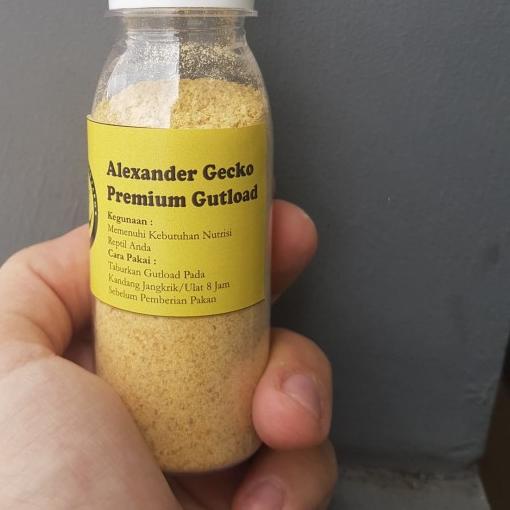 Alexander Gecko
Premium Gutload
Kegunaan :
Memenuhi Kebutuhan Nutrisi
Reptil Anda
Cara Pakai :
Taburkan Gutload Pada
Kandang Jangkrik/Ulat 8 Jam
Sebelum Pemberian Pakan